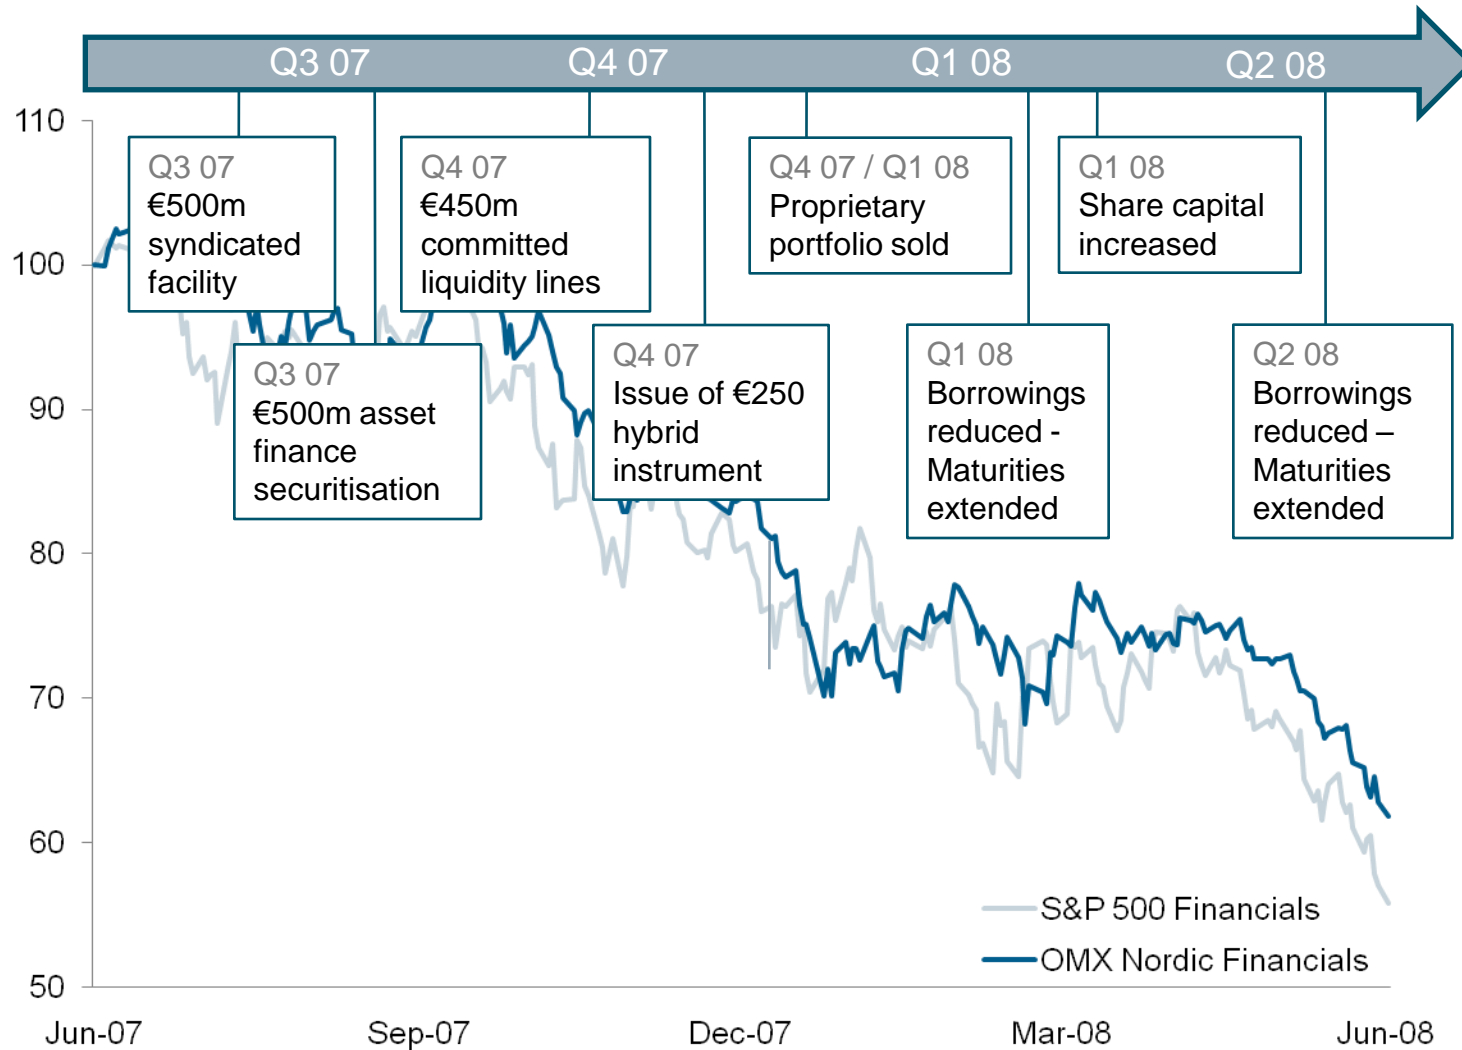 Q3 07
Q4 07
Q1 08
Q2 08
Q3 07
€500m
syndicated
facility
Q3 07
€500m asset
finance
securitisation
Q4 07
€450m
committed
liquidity lines
Q4 07
Issue of €250
hybrid
instrument
Q4 07 / Q1 08
Proprietary
portfolio sold
Q1 08
Borrowings
reduced -
Maturities
extended
Q1 08
Share capital
increased
Q2 08
Borrowings
reduced –
Maturities
extended
110
100
90
80
70
60
50
Jun-07
Sep-07
Dec-07
Mar-08
Jun-08
S&P 500 Financials
OMX Nordic Financials